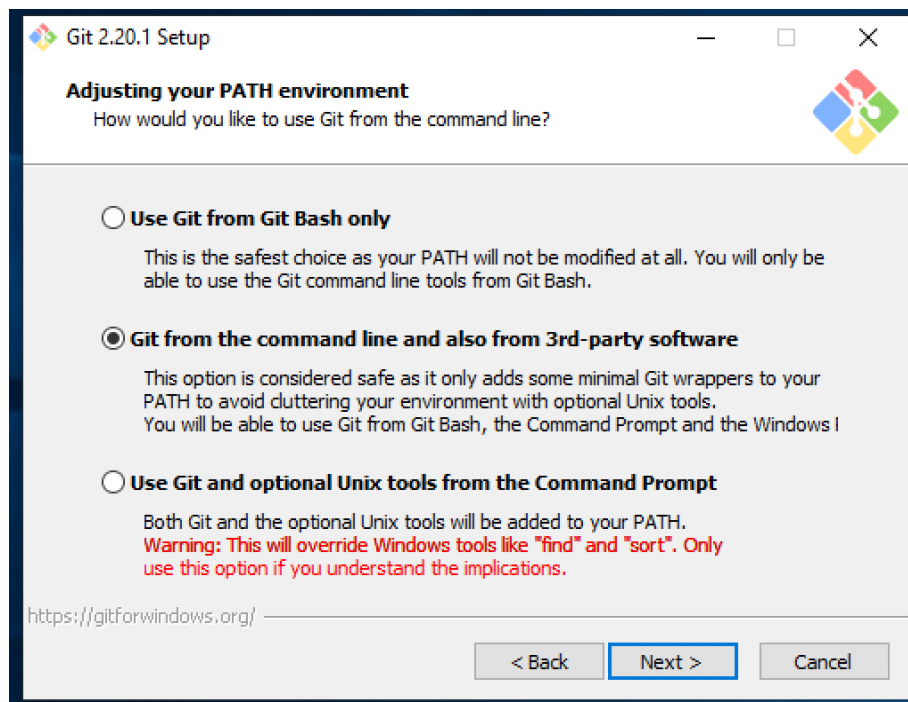 Git 2.20.1 Setup
Adjusting your PATH environment
How would you like to use Git from the command line?
Use Git from Git Bash only
This is the safest choice as your PATH will not be modified at all. You will only be
able to use the Git command line tools from Git Bash.
Git from the command line and also from 3rd-party software
This option is considered safe as it only adds some minimal Git wrappers to your
PATH to avoid cluttering your environment with optional Unix tools.
You will be able to use Git from Git Bash, the Command Prompt and the Windows
Use Git and optional Unix tools from the Command Prompt
Both Git and the optional Unix tools will be added to your PATH.
Warning: This will override Windows tools like "find" and "sort". Only
use this option if you understand the implications.
https://gitforwindows.org/
< Back Next > Cancel